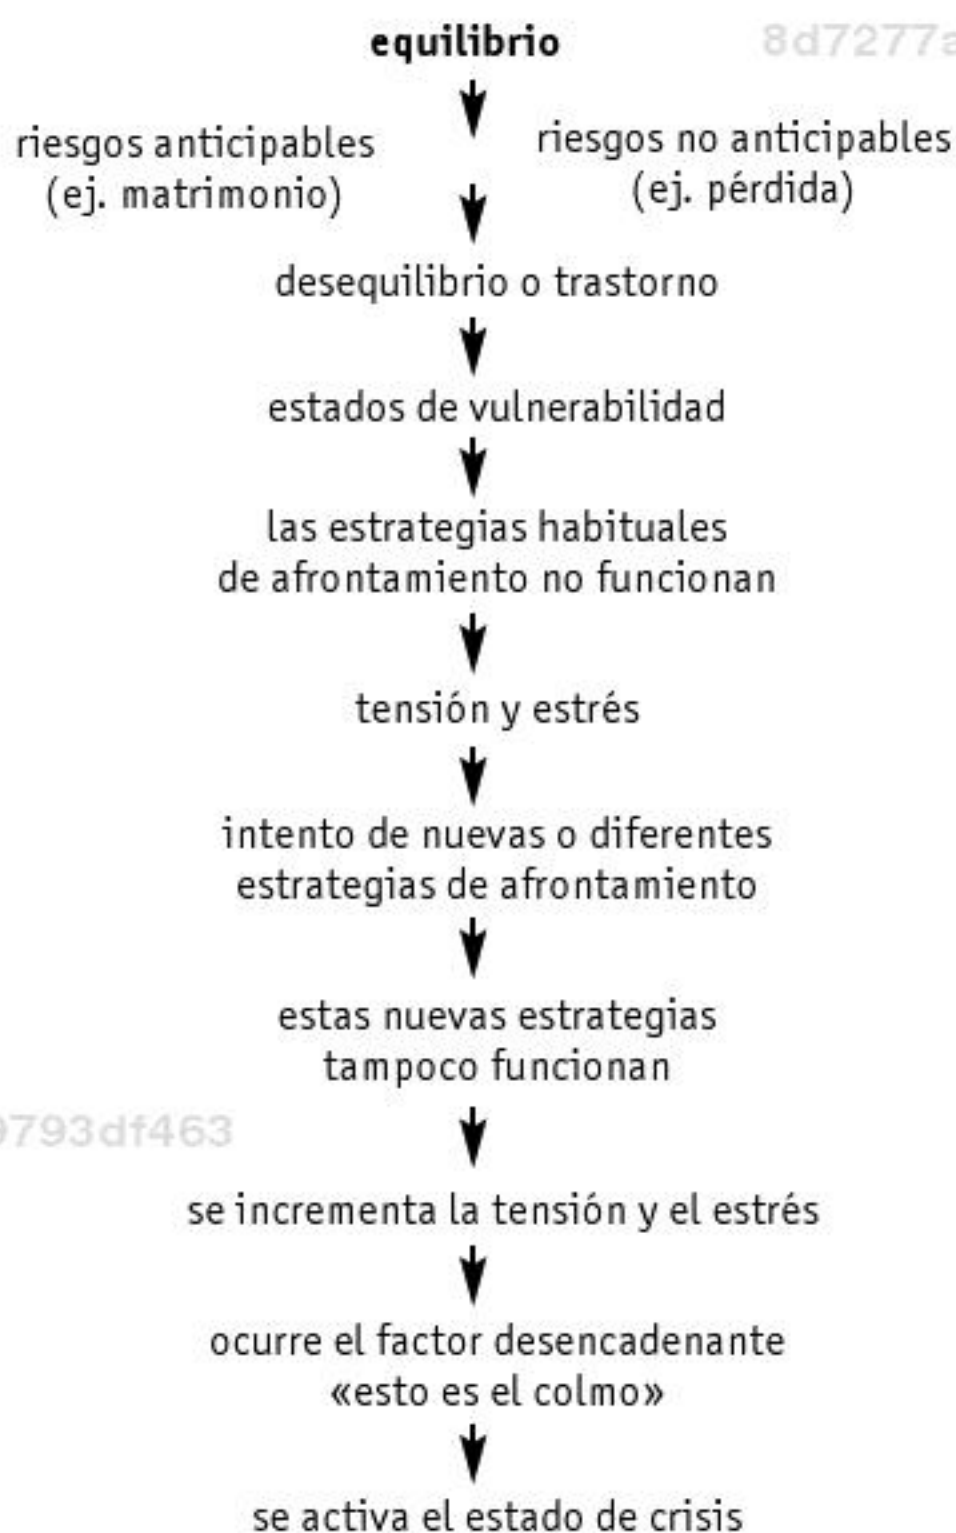 equilibrio
8d7277a
riesgos anticipables
(ej. matrimonio)
riesgos no anticipables
(ej. pérdida)
desequilibrio o trastorno
estados de vulnerabilidad
las estrategias habituales
de afrontamiento no funcionan
tensión y estrés
intento de nuevas o diferentes
estrategias de afrontamiento
estas nuevas estrategias
tampoco funcionan
9793df463
se incrementa la tensión y el estrés
ocurre el factor desencadenante
«esto es el colmo»
se activa el estado de crisis